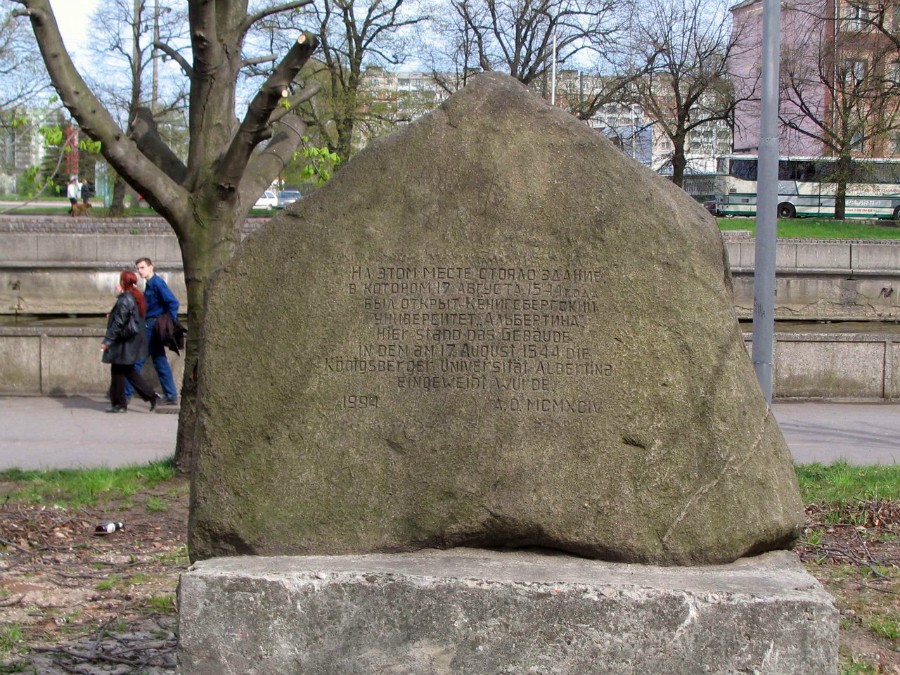 НА ЭТОМ МЕСТЕ СТОЯЛО ЗДАНИЕ,
В КОТОРОМ 17 АВГУСТА 1544 ГОДА
БЫЛ ОТКРЫТ КЁНИГСБЕРГСКИЙ
УНИВЕРСИТЕТ „АЛЬБЕРТИНА"
HIER STAND DAS GEBÄUDE
IN DEM AM 17. AUGUST 1544 DIE
KÖNIGSBERGER UNIVERSITÄT ALBERTINA
EINGEWEIHT WURDE
1994 A.D. MCMXCIV